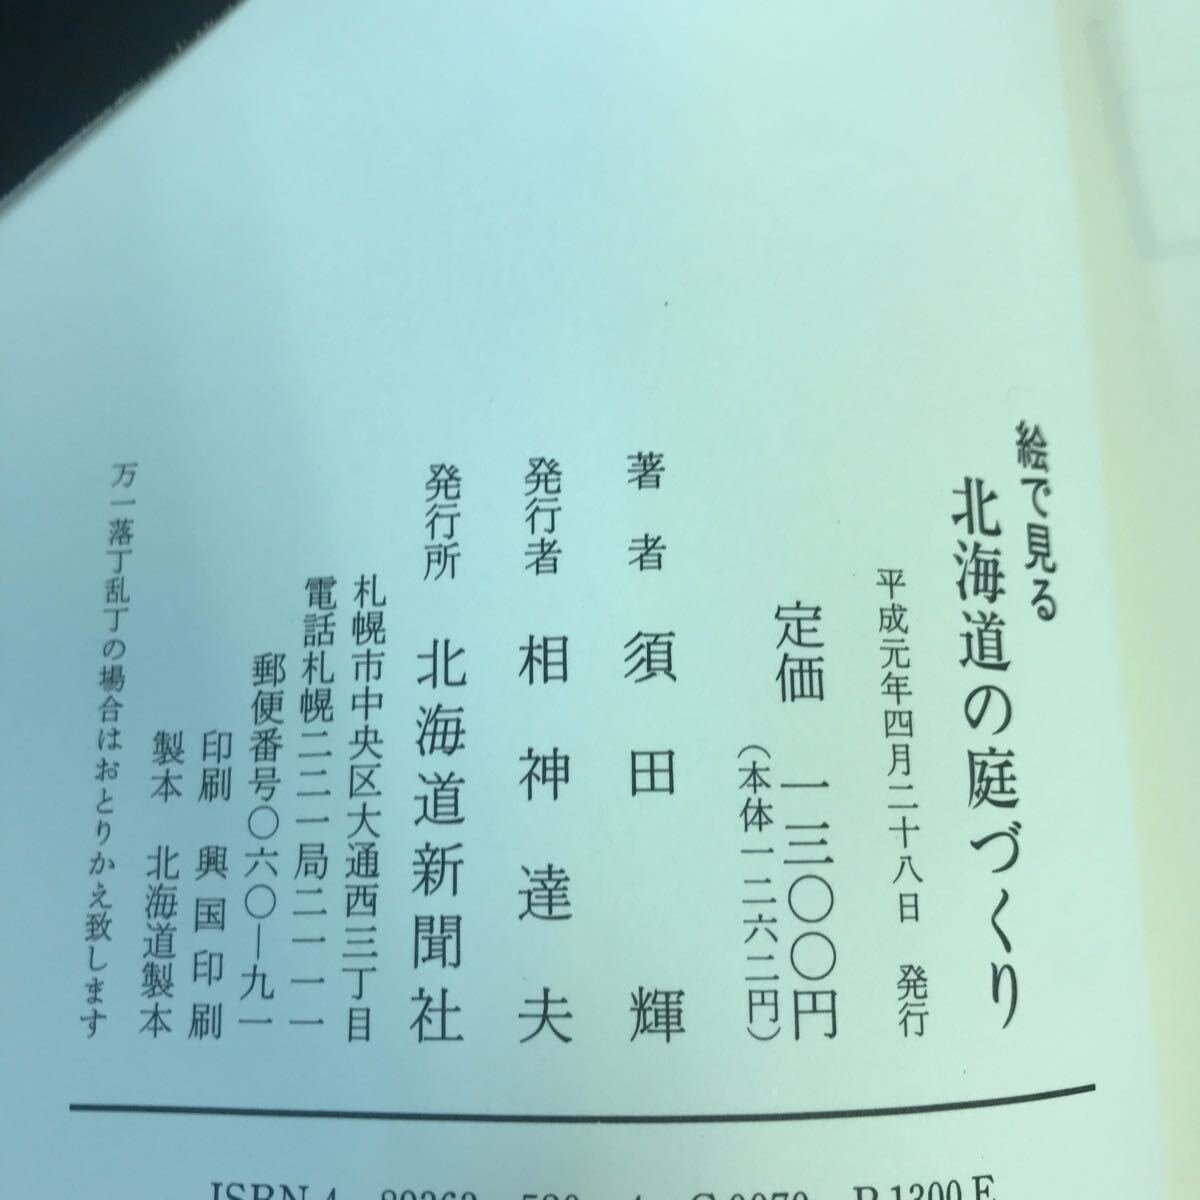 絵で見る
北海道の庭づくり
平成元年四月二十八日　発行
定価　一三〇〇円
（本体一二六二円）
著者　須田　輝
発行者　相神達夫
発行所　北海道新聞社
札幌市中央区大通西三丁目
電話札幌二二一局二一一一
郵便番号〇六〇―九一
印刷　興国印刷
製本　北海道製本
万一落丁乱丁の場合はおとりかえ致します